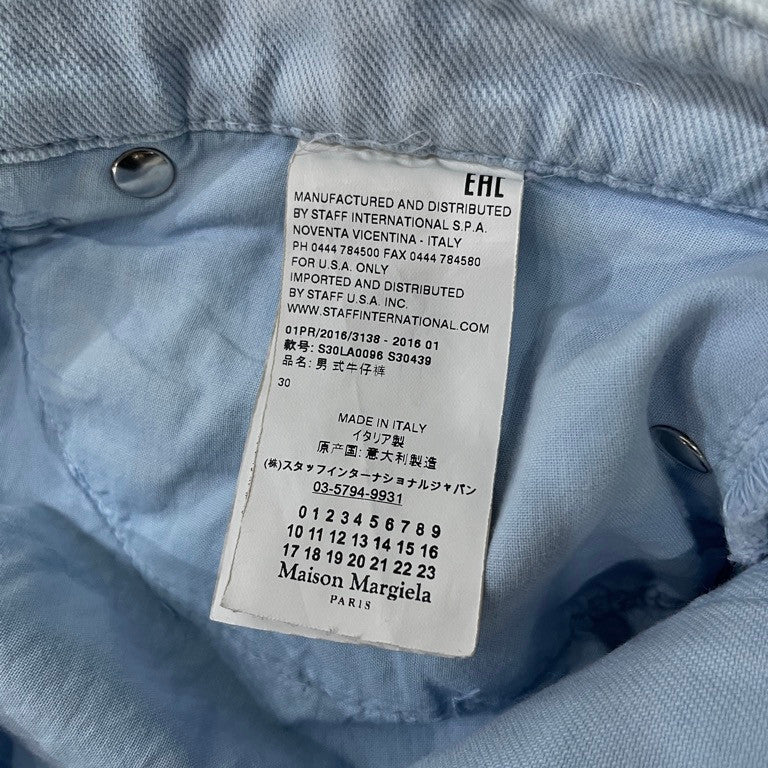 EAC
MANUFACTURED AND DISTRIBUTED
BY STAFF INTERNATIONAL S.P.A.
NOVENTA VICENTINA - ITALY
PH 0444 784500 FAX 0444 784580
FOR U.S.A. ONLY
IMPORTED AND DISTRIBUTED
BY STAFF U.S.A. INC.
WWW.STAFFINTERNATIONAL.COM
01PR/2016/3138 - 2016 01
款号: S30LA0096 S30439
品名: 男式牛仔裤
30
MADE IN ITALY
イタリア製
原产国: 意大利製造
(株)スタッフインターナショナルジャパン
03-5794-9931
0 1 2 3 4 5 6 7 8 9
10 11 12 13 14 15 16
17 18 19 20 21 22 23
Maison Margiela
PARIS